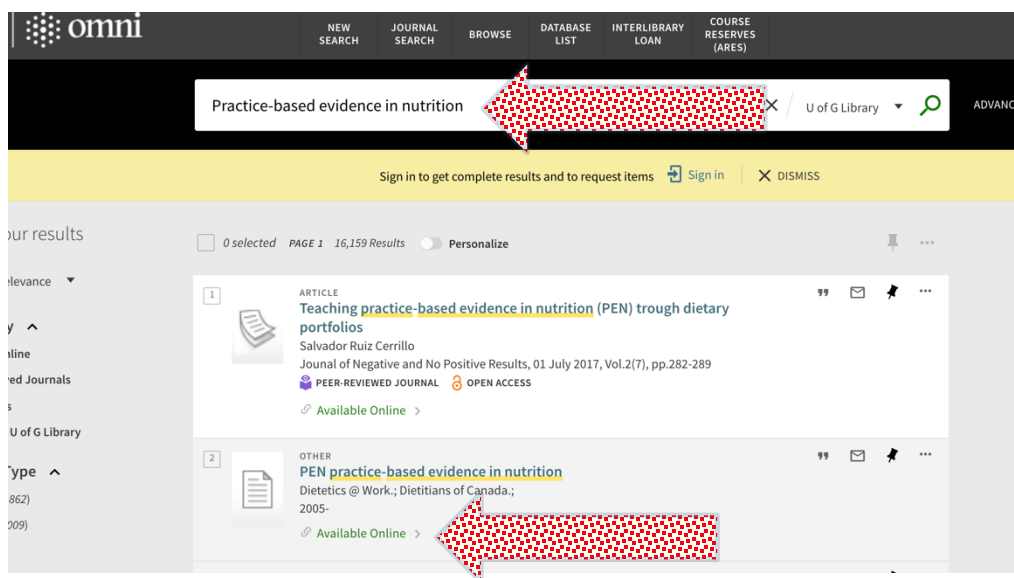 omni
NEW SEARCH
JOURNAL SEARCH
BROWSE
DATABASE LIST
INTERLIBRARY LOAN
COURSE RESERVES (ARES)
Practice-based evidence in nutrition
U of G Library
ADVANC
Sign in to get complete results and to request items Sign in DISMISS
our results
0 selected PAGE 1 16,159 Results Personalize
elevance
1
ARTICLE
Teaching practice-based evidence in nutrition (PEN) trough dietary
portfolios
Salvador Ruiz Cerrillo
Jounal of Negative and No Positive Results, 01 July 2017, Vol.2(7), pp.282-289
PEER-REVIEWED JOURNAL OPEN ACCESS
Available Online
y
nline
ed Journals
s
U of G Library
Type
862)
009)
2
OTHER
PEN practice-based evidence in nutrition
Dietetics @ Work.; Dietitians of Canada.;
2005-
Available Online